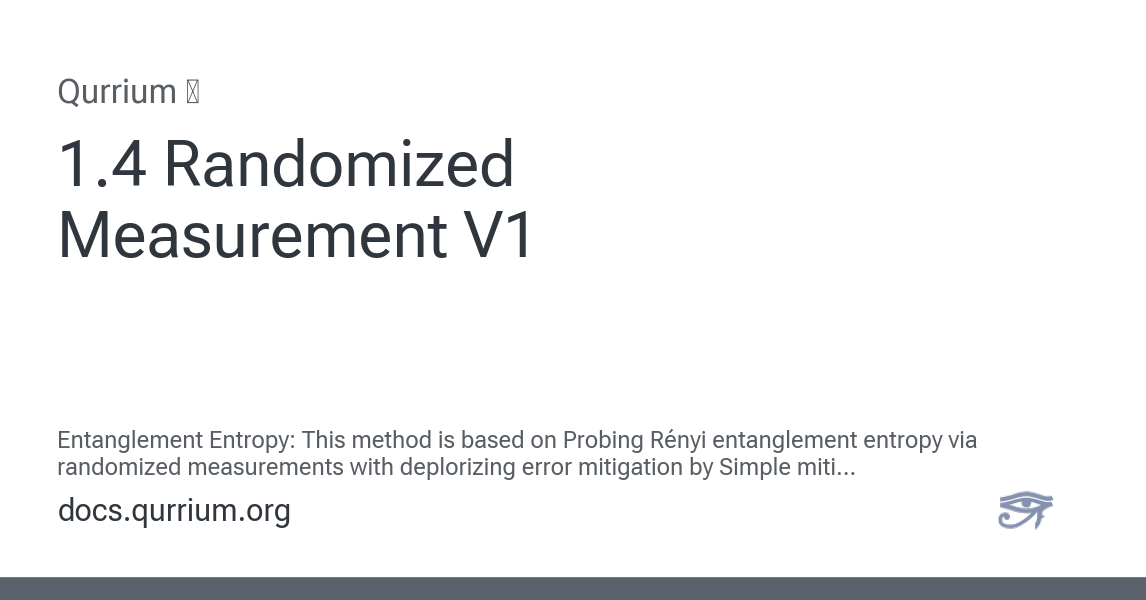 Qurrium
1.4 Randomized
Measurement V1
Entanglement Entropy: This method is based on Probing Rényi entanglement entropy via
randomized measurements with deplorizing error mitigation by Simple miti...
docs.qurrium.org